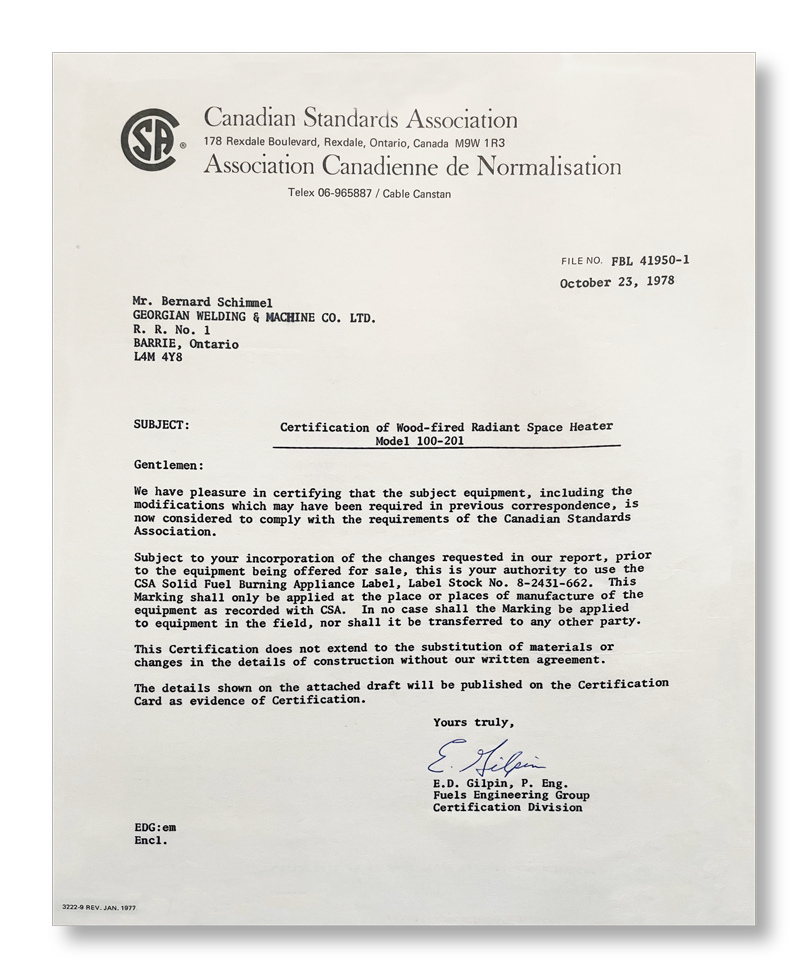 CSA ®
Canadian Standards Association
178 Rexdale Boulevard, Rexdale, Ontario, Canada M9W 1R3
Association Canadienne de Normalisation
Telex 06-965887 / Cable Canstan
FILE NO. FBL 41950-1
October 23, 1978
Mr. Bernard Schimmel
GEORGIAN WELDING & MACHINE CO. LTD.
R. R. No. 1
BARRIE, Ontario
L4M 4Y8
SUBJECT: Certification of Wood-fired Radiant Space Heater
Model 100-201
Gentlemen:
We have pleasure in certifying that the subject equipment, including the
modifications which may have been required in previous correspondence, is
now considered to comply with the requirements of the Canadian Standards
Association.
Subject to your incorporation of the changes requested in our report, prior
to the equipment being offered for sale, this is your authority to use the
CSA Solid Fuel Burning Appliance Label, Label Stock No. 8-2431-662. This
Marking shall only be applied at the place or places of manufacture of the
equipment as recorded with CSA. In no case shall the Marking be applied
to equipment in the field, nor shall it be transferred to any other party.
This Certification does not extend to the substitution of materials or
changes in the details of construction without our written agreement.
The details shown on the attached draft will be published on the Certification
Card as evidence of Certification.
Yours truly,
E. Gilpin
E.D. Gilpin, P. Eng.
Fuels Engineering Group
Certification Division
EDG:em
Encl.
3222-9 REV. JAN. 1977